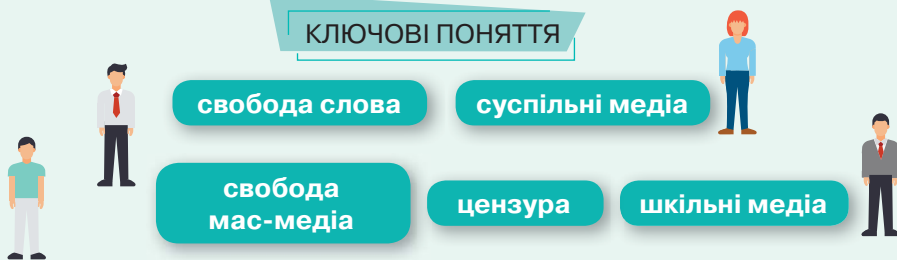 КЛЮЧОВІ ПОНЯТТЯ
свобода слова
суспільні медіа
свобода
мас-медіа
цензура
шкільні медіа